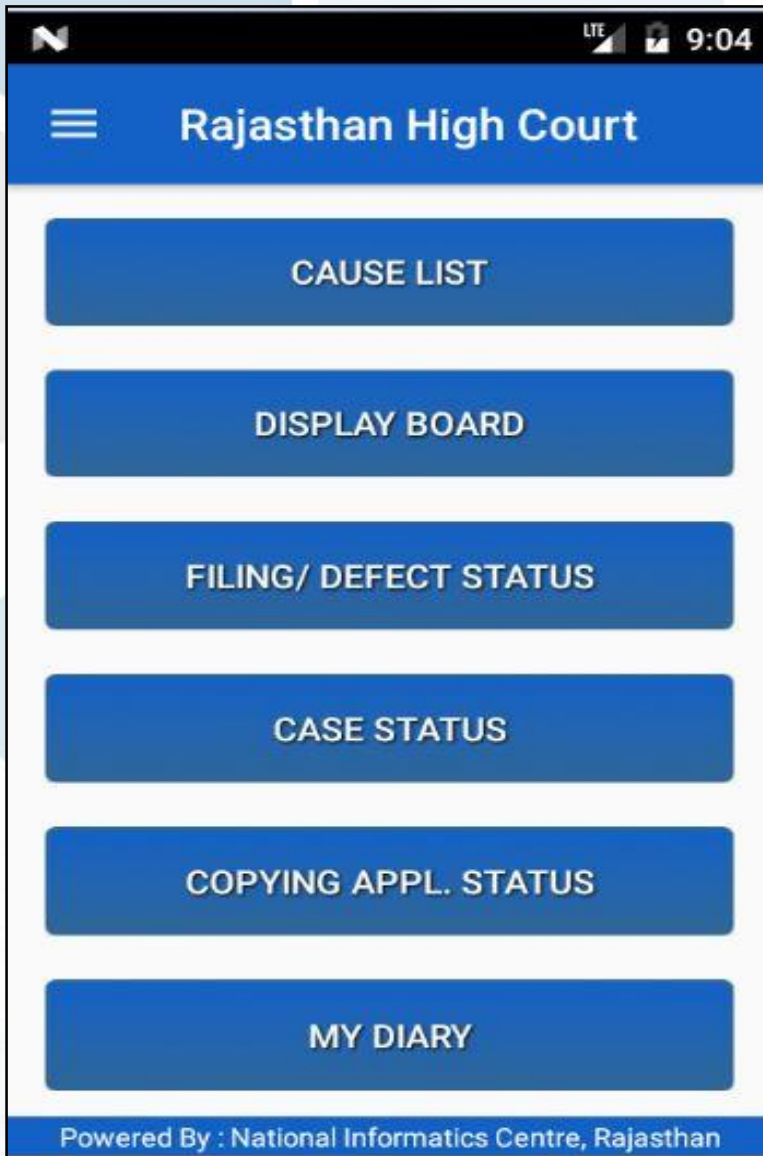 LTE 9:04
Rajasthan High Court
CAUSE LIST
DISPLAY BOARD
FILING/ DEFECT STATUS
CASE STATUS
COPYING APPL. STATUS
MY DIARY
Powered By : National Informatics Centre, Rajasthan